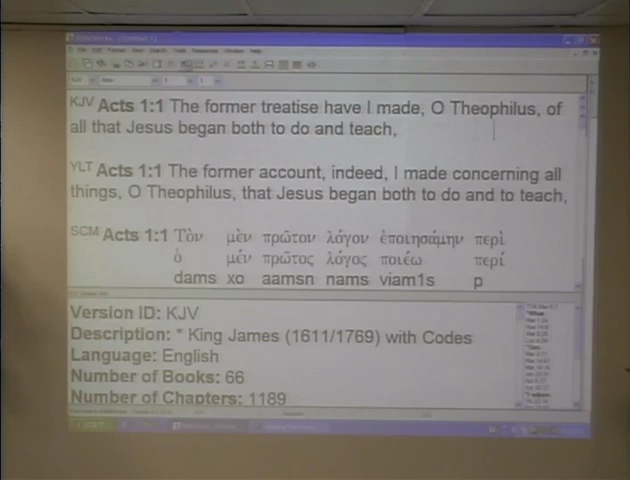 KJV Acts 1:1 The former treatise have I made, O Theophilus, of
all that Jesus began both to do and teach,
YLT Acts 1:1 The former account, indeed, I made concerning all
things, O Theophilus, that Jesus began both to do and to teach,
SCM Acts 1:1 Τὸν μὲν πρῶτον λόγον ἐποιησάμην περὶ
ὁ μέν πρῶτος λόγος ποιέω περί
dams xo aamsn nams viam1s p
Version ID: KJV
Description: * King James (1611/1769) with Codes
Language: English
Number of Books: 66
Number of Chapters: 1189